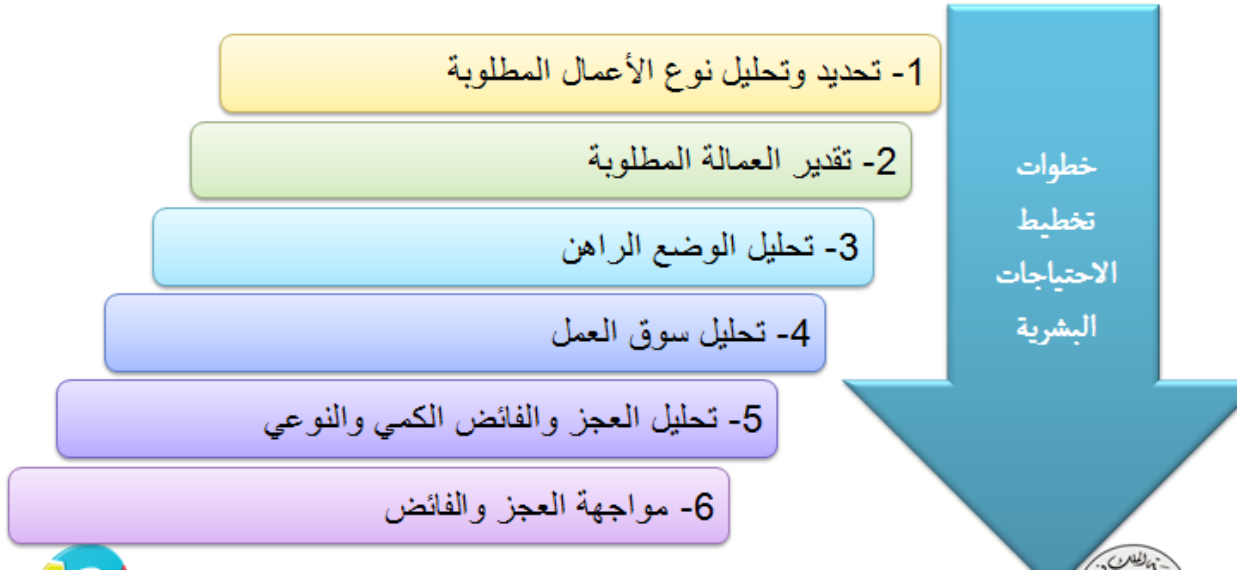 1- تحديد وتحليل نوع الأعمال المطلوبة
2- تقدير العمالة المطلوبة
3- تحليل الوضع الراهن
4- تحليل سوق العمل
5- تحليل العجز والفائض الكمي والنوعي
6- مواجهة العجز والفائض
خطوات
تخطيط
الاحتياجات
البشرية